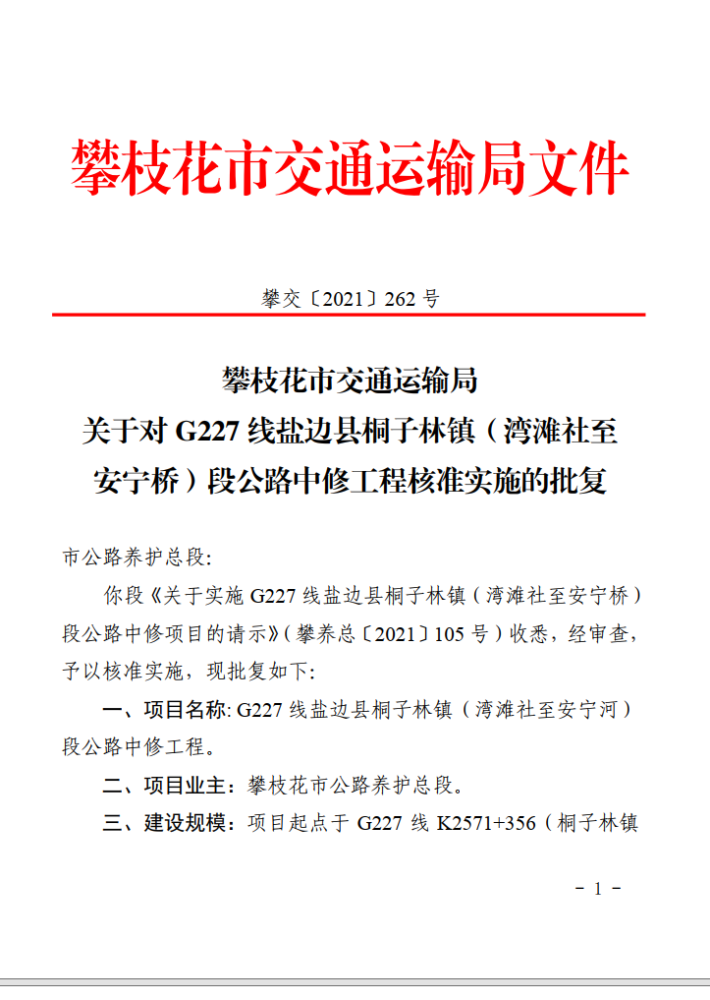 攀枝花市交通运输局文件
攀交〔2021〕262 号
攀枝花市交通运输局
关于对 G227 线盐边县桐子林镇（湾滩社至
安宁桥）段公路中修工程核准实施的批复
市公路养护总段：
你段《关于实施 G227 线盐边县桐子林镇（湾滩社至安宁桥）
段公路中修项目的请示》（攀养总〔2021〕105 号）收悉，经审查，
予以核准实施，现批复如下：
一、项目名称: G227 线盐边县桐子林镇（湾滩社至安宁河）
段公路中修工程。
二、项目业主：攀枝花市公路养护总段。
三、建设规模：项目起点于 G227 线 K2571+356（桐子林镇
- 1 -